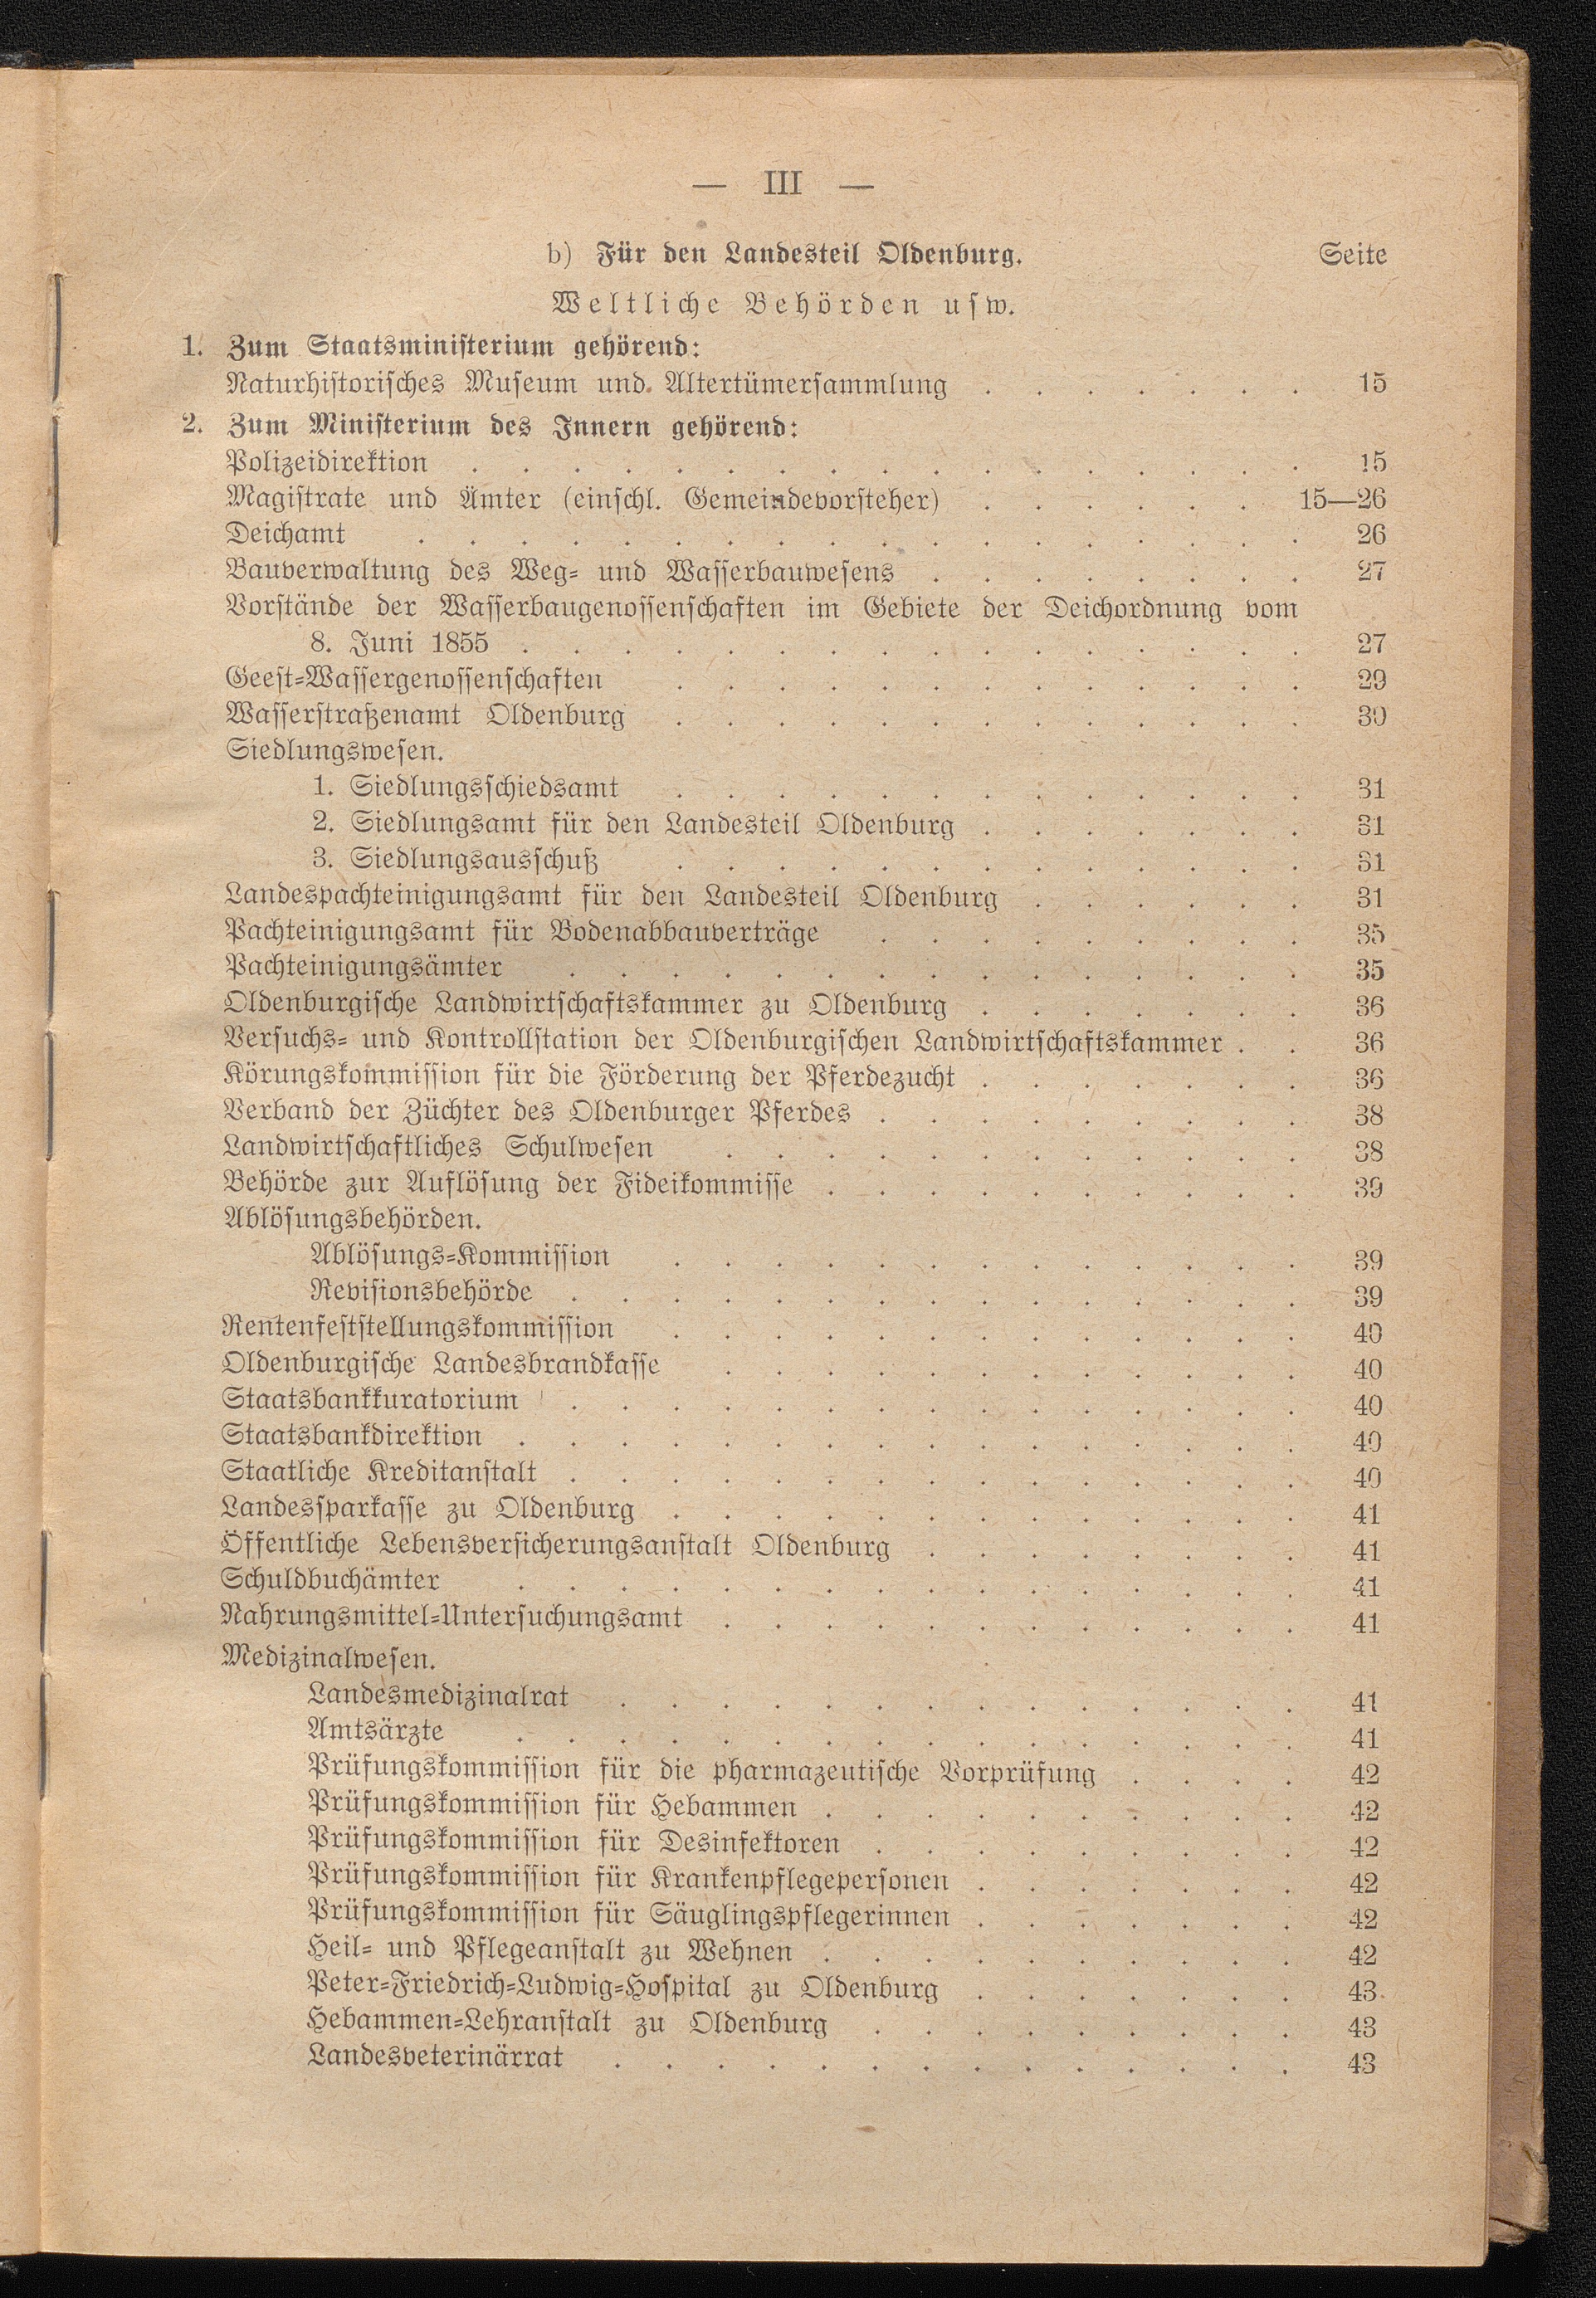 — III —
b) Für den Landesteil Oldenburg. Seite
Weltliche Behörden usw.
1. Zum Staatsministerium gehörend:
Naturhistorisches Museum und Altertümersammlung . . . . . . . 15
2. Zum Ministerium des Innern gehörend:
Polizeidirektion . . . . . . . . . . . . . . . . . 15
Magistrate und Ämter (einschl. Gemeindevorsteher) . . . . . . 15—26
Deichamt . . . . . . . . . . . . . . . . . . 26
Bauverwaltung des Weg- und Wasserbauwesens . . . . . . . . 27
Vorstände der Wasserbaugenossenschaften im Gebiete der Deichordnung vom
8. Juni 1855 . . . . . . . . . . . . . . . . 27
Geest-Wassergenossenschaften . . . . . . . . . . . . . 29
Wasserstraßenamt Oldenburg . . . . . . . . . . . . . 30
Siedlungswesen.
1. Siedlungsschiedsamt . . . . . . . . . . . . . 31
2. Siedlungsamt für den Landesteil Oldenburg . . . . . . . 31
3. Siedlungsausschuß . . . . . . . . . . . . . 31
Landespachteinigungsamt für den Landesteil Oldenburg . . . . . . 31
Pachteinigungsamt für Bodenabbauverträge . . . . . . . . . 35
Pachteinigungsämter . . . . . . . . . . . . . . . 35
Oldenburgische Landwirtschaftskammer zu Oldenburg . . . . . . . 36
Versuchs- und Kontrollstation der Oldenburgischen Landwirtschaftskammer . . 36
Körungskommission für die Förderung der Pferdezucht . . . . . . . 36
Verband der Züchter des Oldenburger Pferdes . . . . . . . . . 38
Landwirtschaftliches Schulwesen . . . . . . . . . . . . 38
Behörde zur Auflösung der Fideikommisse . . . . . . . . . . 39
Ablösungsbehörden.
Ablösungs-Kommission . . . . . . . . . . . . . 39
Revisionsbehörde . . . . . . . . . . . . . . . 39
Rentenfeststellungskommission . . . . . . . . . . . . . 40
Oldenburgische Landesbrandkasse . . . . . . . . . . . . 40
Staatsbankkuratorium . . . . . . . . . . . . . . . 40
Staatsbankdirektion . . . . . . . . . . . . . . . . 40
Staatliche Kreditanstalt . . . . . . . . . . . . . . . 40
Landessparkasse zu Oldenburg . . . . . . . . . . . . . 41
Öffentliche Lebensversicherungsanstalt Oldenburg . . . . . . . . 41
Schuldbuchämter . . . . . . . . . . . . . . . . 41
Nahrungsmittel-Untersuchungsamt . . . . . . . . . . . . 41
Medizinalwesen.
Landesmedizinalrat . . . . . . . . . . . . . . 41
Amtsärzte . . . . . . . . . . . . . . . . 41
Prüfungskommission für die pharmazeutische Vorprüfung . . . . 42
Prüfungskommission für Hebammen . . . . . . . . . . 42
Prüfungskommission für Desinfektoren . . . . . . . . . 42
Prüfungskommission für Krankenpflegepersonen . . . . . . . 42
Prüfungskommission für Säuglingspflegerinnen . . . . . . . 42
Heil- und Pflegeanstalt zu Wehnen . . . . . . . . . . 42
Peter-Friedrich-Ludwig-Hospital zu Oldenburg . . . . . . . 43
Hebammen-Lehranstalt zu Oldenburg . . . . . . . . . 43
Landesveterinärrat . . . . . . . . . . . . . . 43